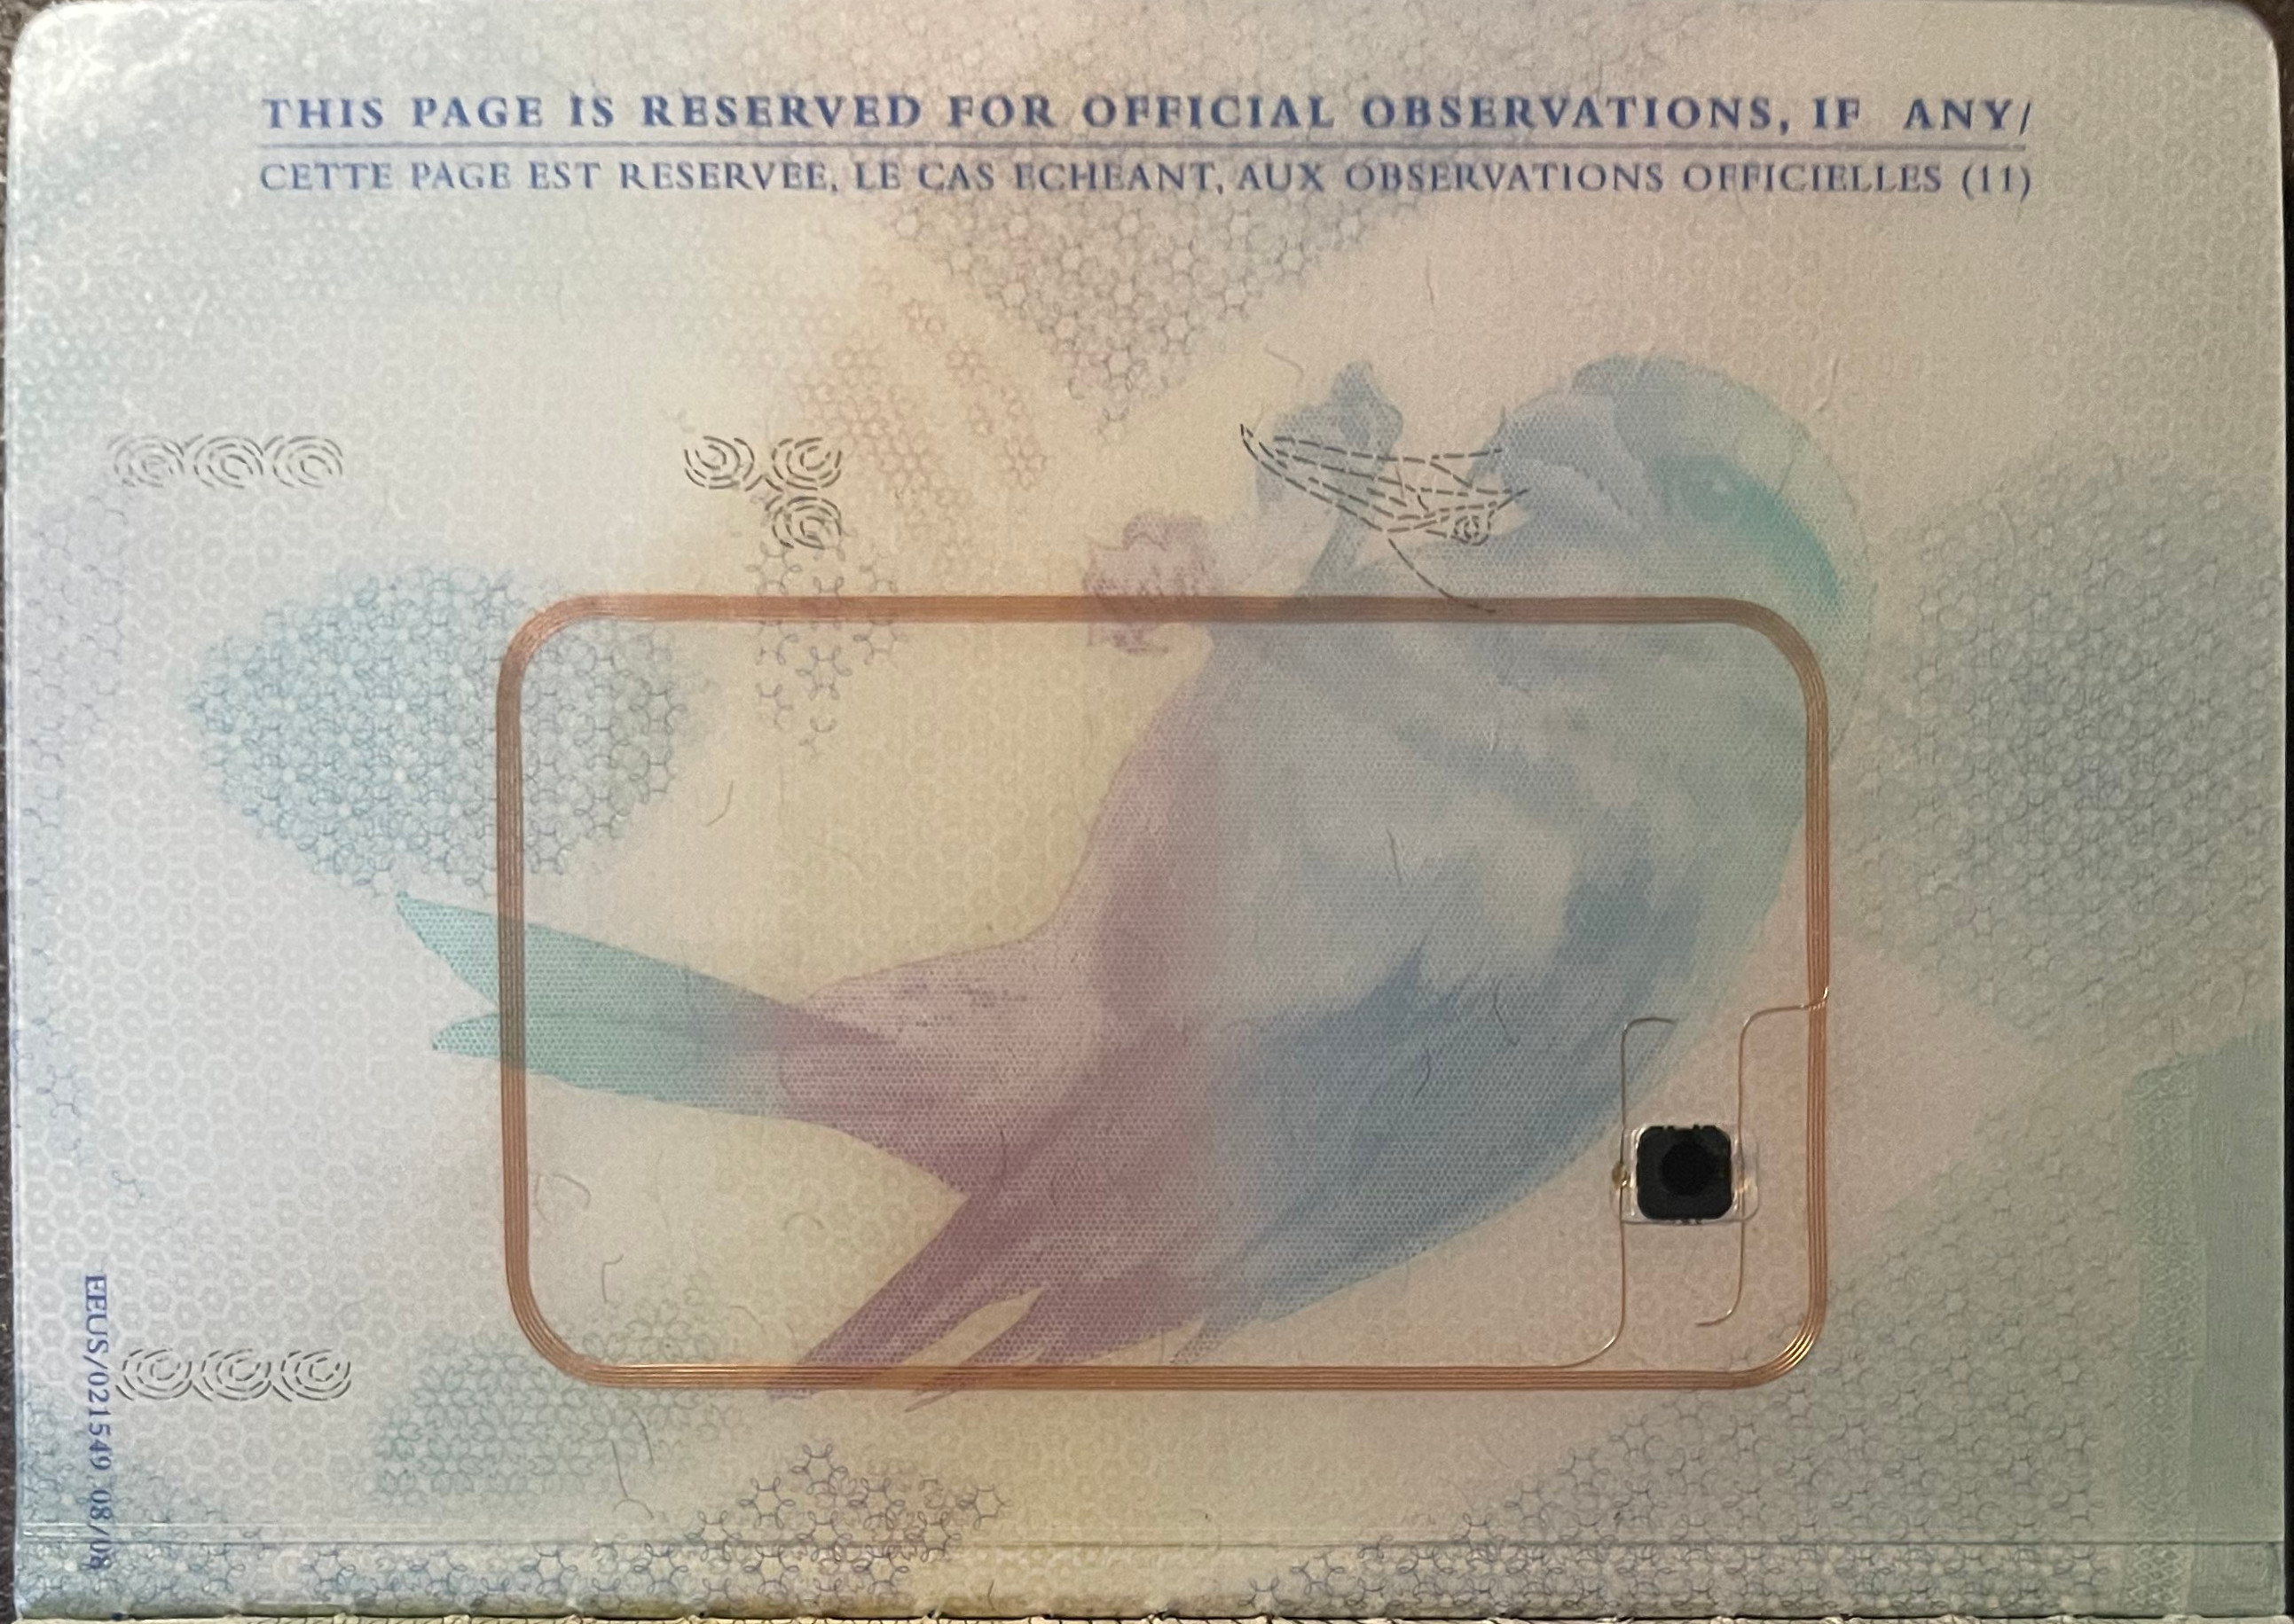 THIS PAGE IS RESERVED FOR OFFICIAL OBSERVATIONS, IF ANY/
CETTE PAGE EST RESERVEE, LE CAS ECHEANT, AUX OBSERVATIONS OFFICIELLES (11)
EEUS/021549 08/08